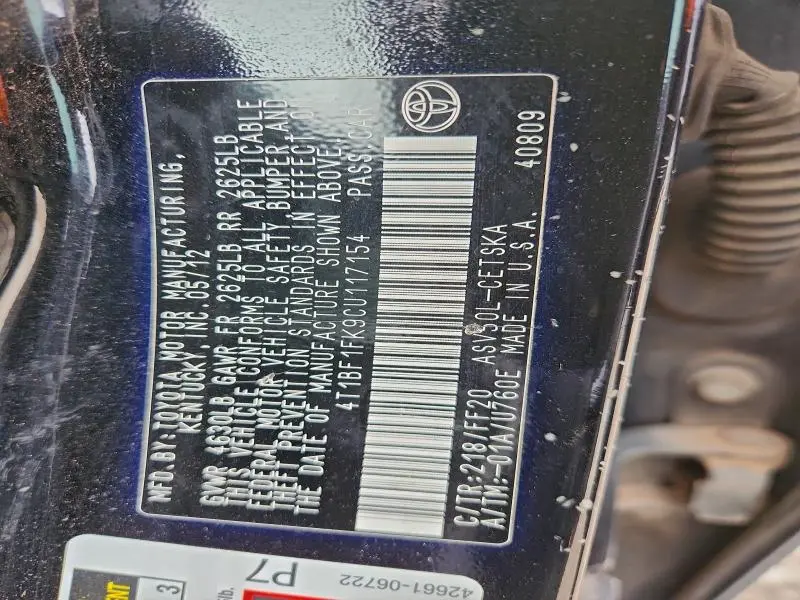 MFD.BY:TOYOTA MOTOR MANUFACTURING,
KENTUCKY INC.05/12
GVWR 4630LB GAWR FR 2625LB RR 2625LB
THIS VEHICLE CONFORMS TO ALL APPLICABLE
FEDERAL MOTOR VEHICLE SAFETY, BUMPER AND
THEFT PREVENTION STANDARDS IN EFFECT ON
THE DATE OF MANUFACTURE SHOWN ABOVE.
4T1BF1FK9CU117154 PASS.CAR
C/TR:218/FF20 ASV50L-CETSKA
A/TM:-01A/U760E MADE IN U.S.A. 40809
42661-06722
P7
3